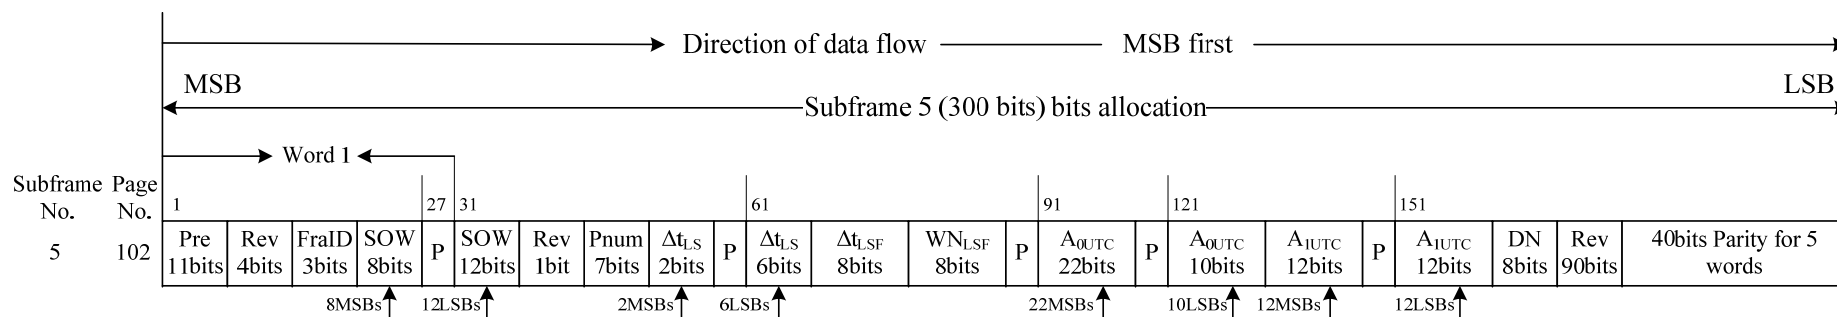 Direction of data flow MSB first
MSB LSB
Subframe 5 (300 bits) bits allocation
Word 1
Subframe Page
No. No.
1 27 31 61 91 121 151
5 102
Pre 11bits
Rev 4bits
FraID 3bits
SOW 8bits
P
SOW 12bits
Rev 1bit
Pnum 7bits
Δt_LS 2bits
P
Δt_LS 6bits
Δt_LSF 8bits
WN_LSF 8bits
P
A_0UTC 22bits
P
A_0UTC 10bits
A_1UTC 12bits
P
A_1UTC 12bits
DN 8bits
Rev 90bits
40bits Parity for 5 words
8MSBs 12LSBs 2MSBs 6LSBs 22MSBs 10LSBs 12MSBs 12LSBs